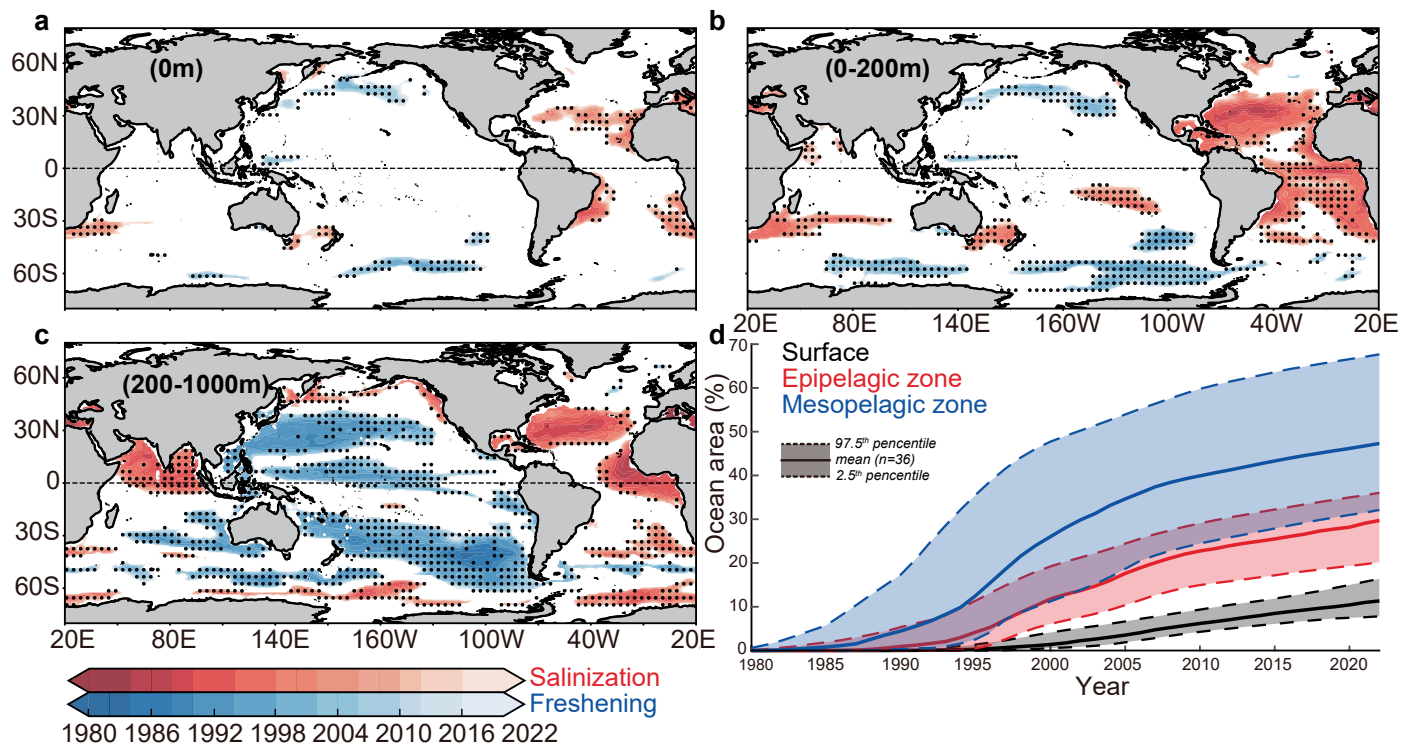 a
(0m)
60N
30N
0
30S
60S
b
(0-200m)
20E 80E 140E 160W 100W 40W 20E
c
(200-1000m)
60N
30N
0
30S
60S
20E 80E 140E 160W 100W 40W 20E
Salinization
Freshening
1980 1986 1992 1998 2004 2010 2016 2022
d
Surface
Epipelagic zone
Mesopelagic zone
97.5th percentile
mean (n=36)
2.5th percentile
Ocean area (%)
70
60
50
40
30
20
10
0
1980 1985 1990 1995 2000 2005 2010 2015 2020
Year